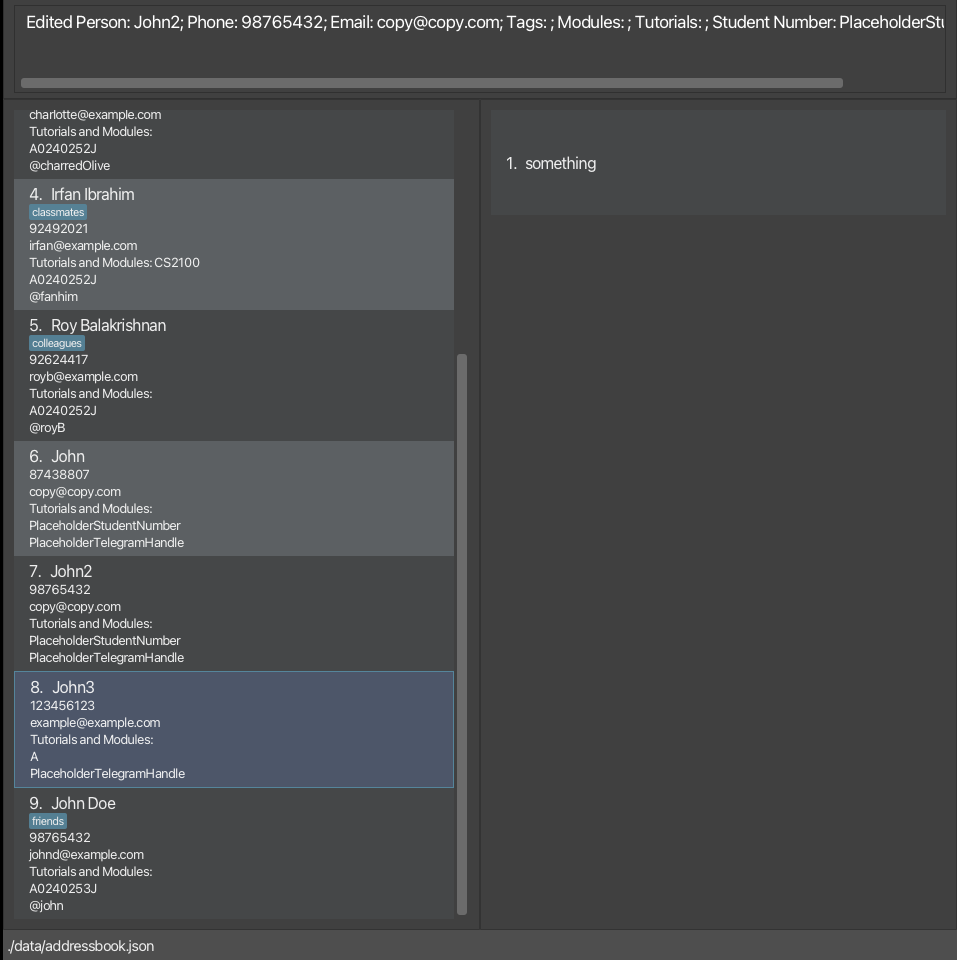 Edited Person: John2; Phone: 98765432; Email: copy@copy.com; Tags: ; Modules: ; Tutorials: ; Student Number: PlaceholderStu
charlotte@example.com
Tutorials and Modules:
A0240252J
@charredOlive
4. Irfan Ibrahim
classmates
92492021
irfan@example.com
Tutorials and Modules: CS2100
A0240252J
@fanhim
5. Roy Balakrishnan
colleagues
92624417
royb@example.com
Tutorials and Modules:
A0240252J
@royB
6. John
87438807
copy@copy.com
Tutorials and Modules:
PlaceholderStudentNumber
PlaceholderTelegramHandle
7. John2
98765432
copy@copy.com
Tutorials and Modules:
PlaceholderStudentNumber
PlaceholderTelegramHandle
8. John3
123456123
example@example.com
Tutorials and Modules:
A
PlaceholderTelegramHandle
9. John Doe
friends
98765432
johnd@example.com
Tutorials and Modules:
A0240253J
@john
1. something
./data/addressbook.json